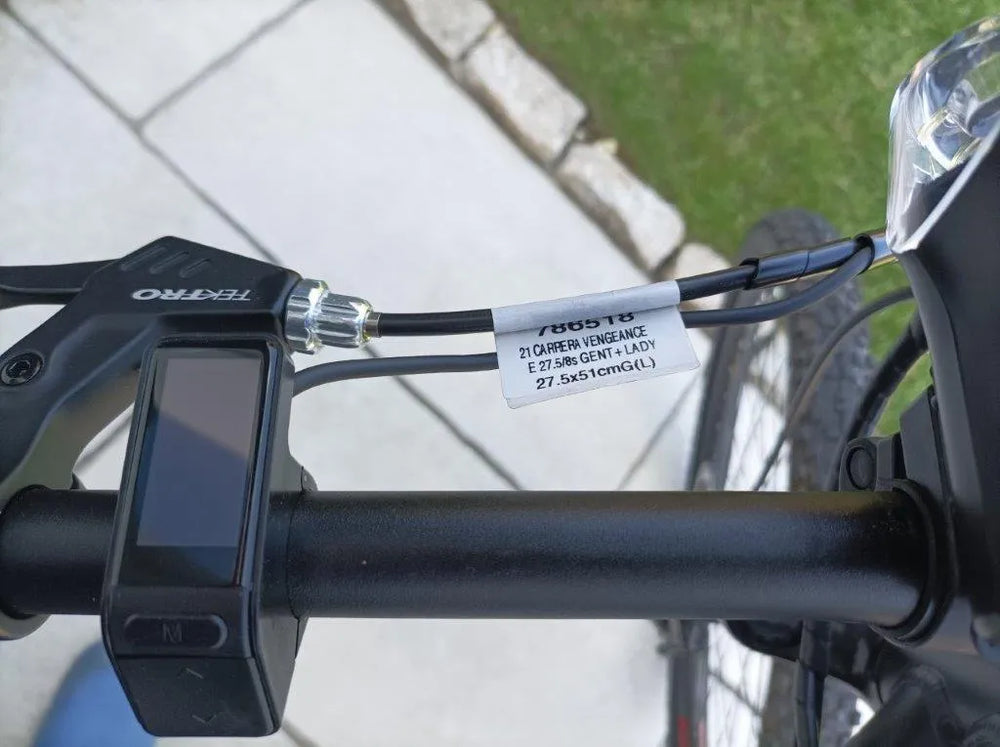 TEKTRO
786518
21 CARRERA VENGEANCE
E 27.5/8s GENT + LADY
27.5x51cmG(L)
M